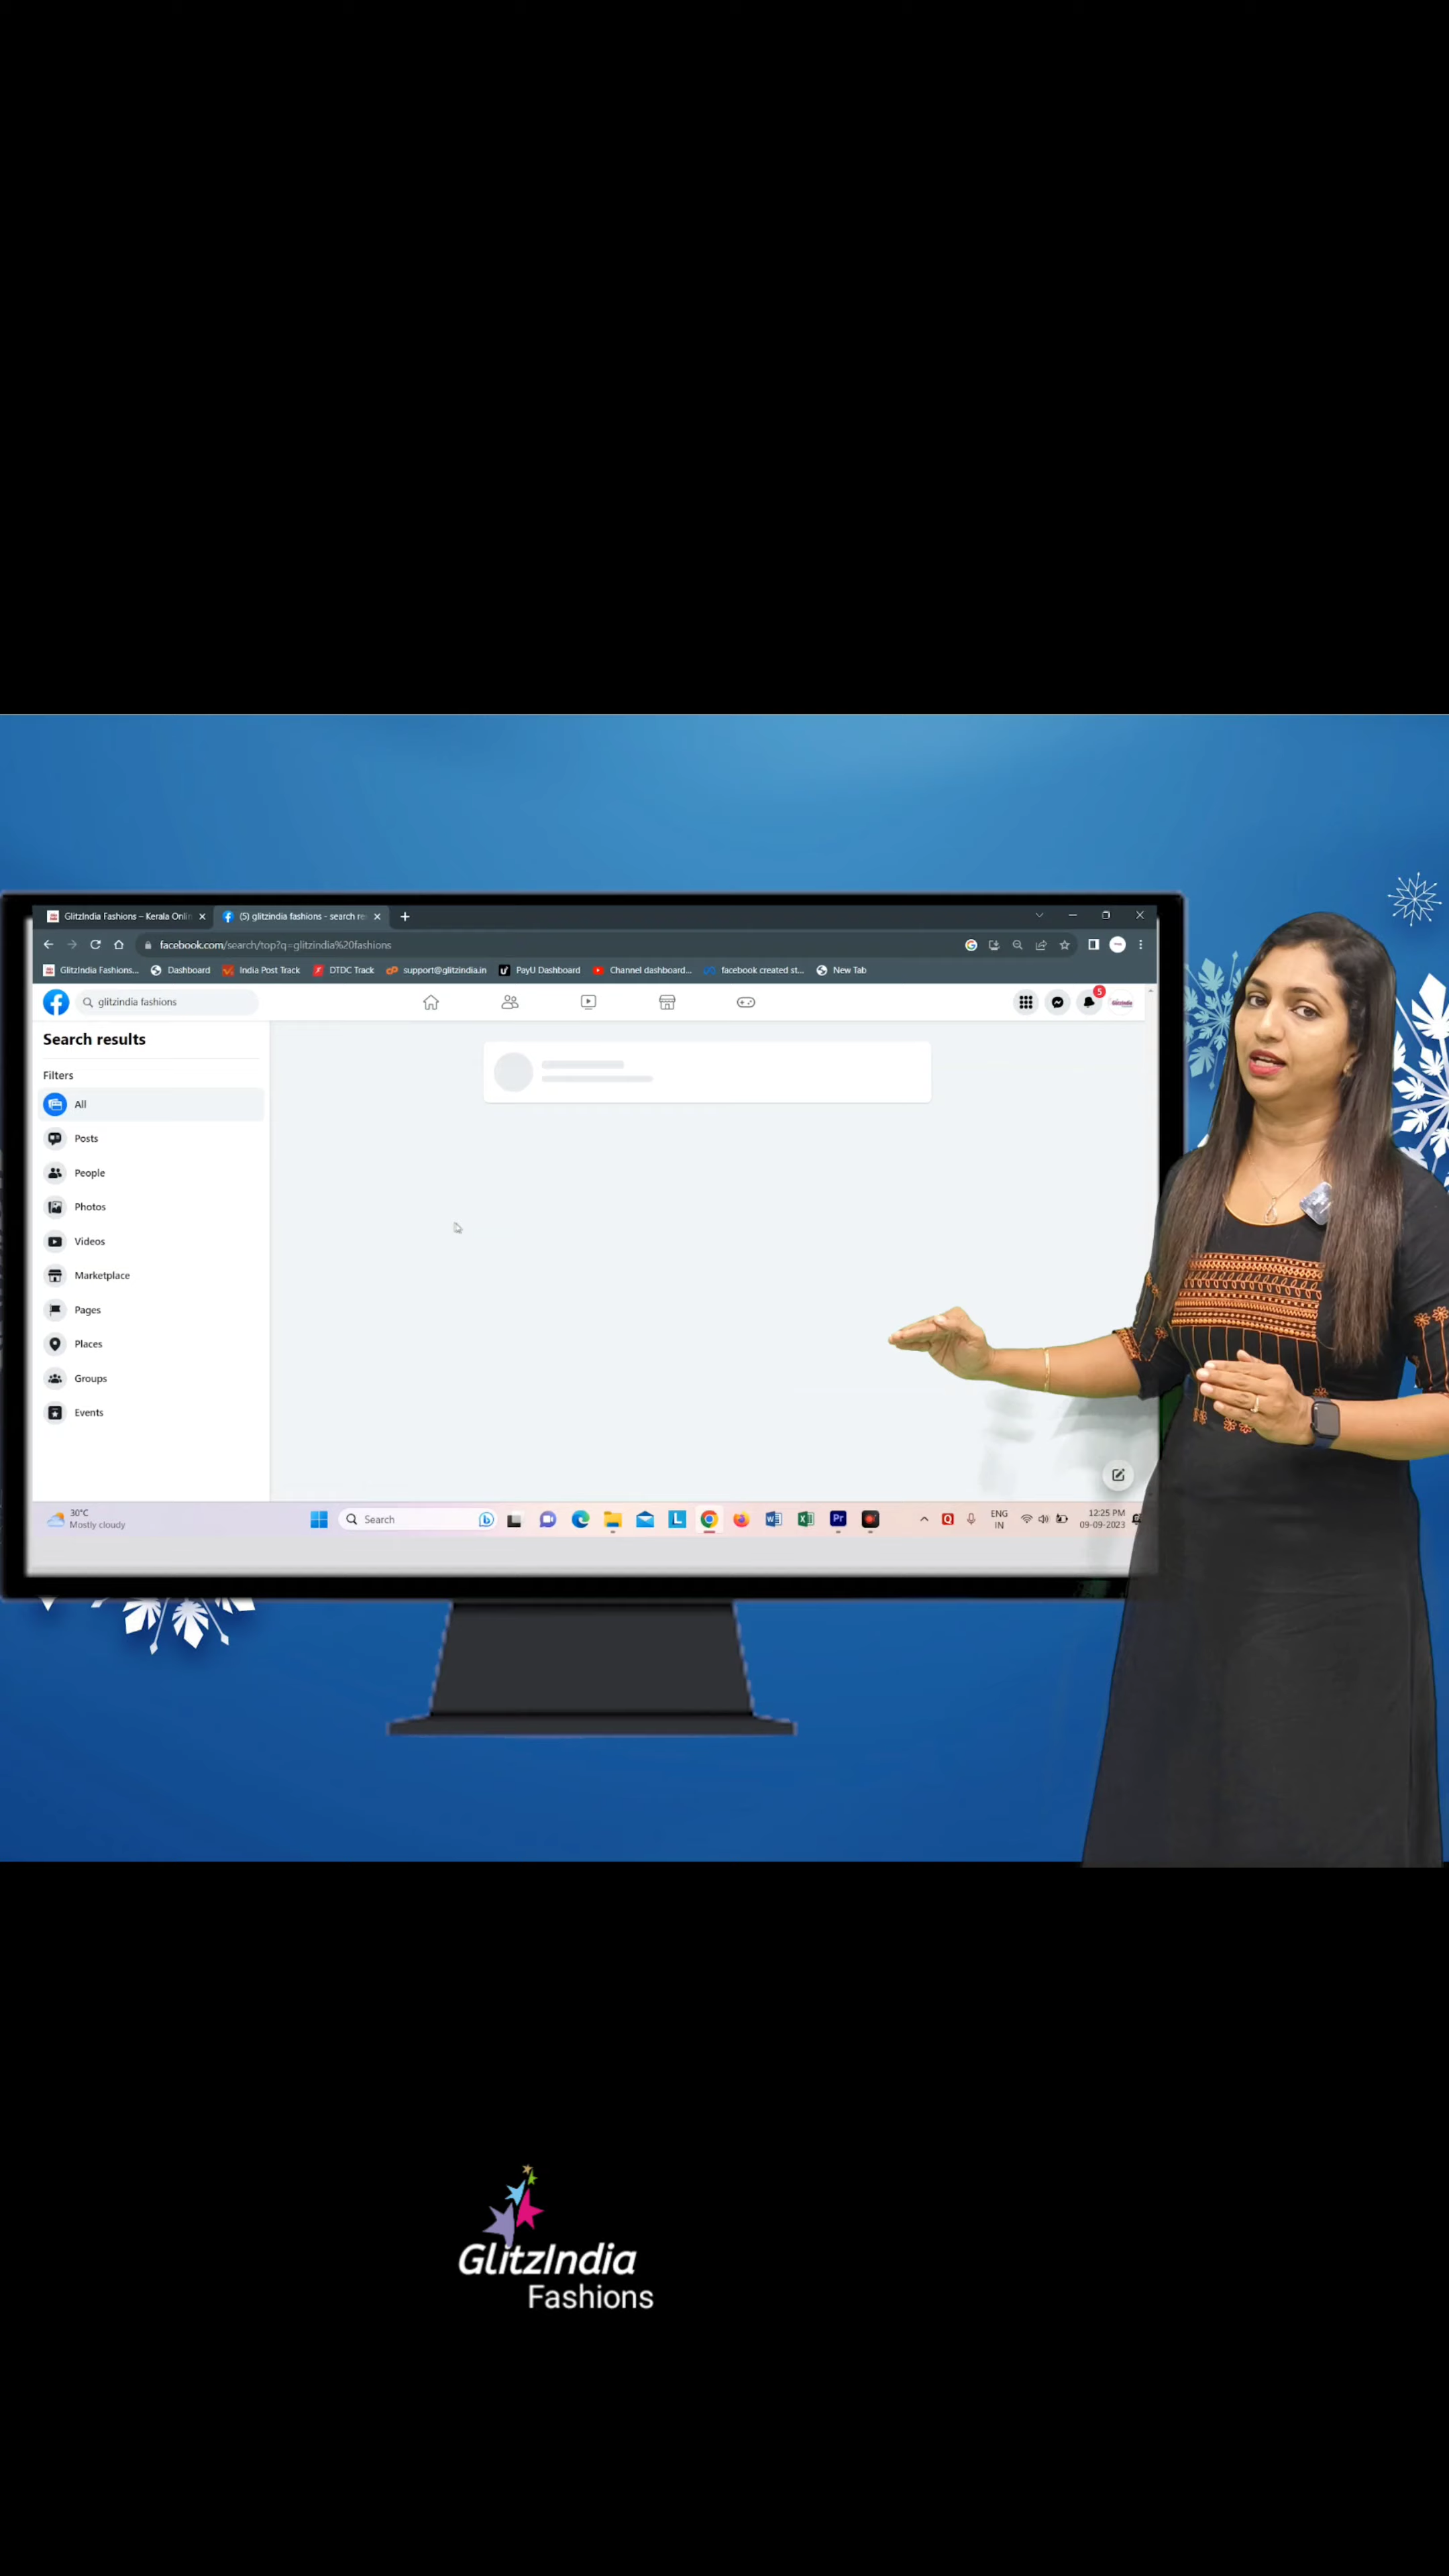 GlitzIndia Fashions – Kerala Onlin
(5) glitzindia fashions - search re
facebook.com/search/top?q=glitzindia%20fashions
GlitzIndia Fashions... Dashboard India Post Track DTDC Track support@glitzindia.in PayU Dashboard Channel dashboard... facebook created st... New Tab
glitzindia fashions
5
Search results
Filters
All
Posts
People
Photos
Videos
Marketplace
Pages
Places
Groups
Events
30°C
Mostly cloudy
Search
L
Pr
ENG
IN
12:25 PM
09-09-2023
GlitzIndia
Fashions